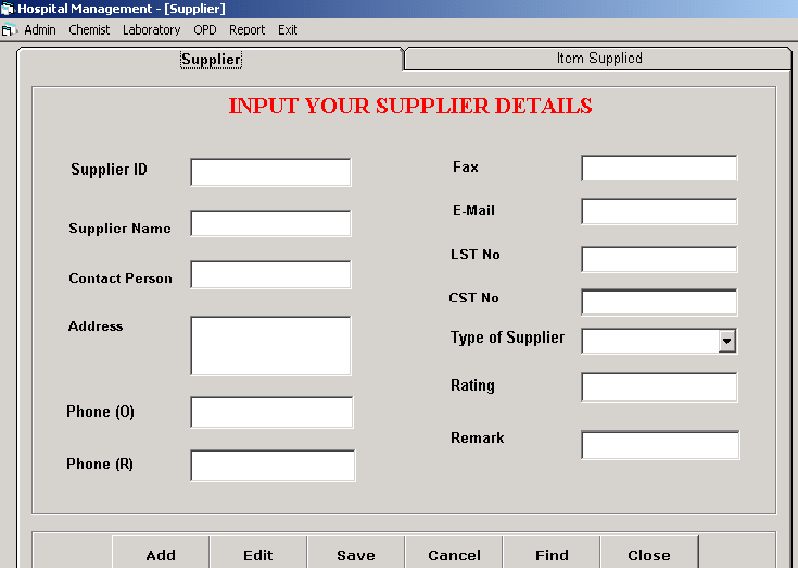 Hospital Management - [Supplier]
Admin Chemist Laboratory OPD Report Exit
Supplier Item Supplied
INPUT YOUR SUPPLIER DETAILS
Supplier ID
Supplier Name
Contact Person
Address
Phone (O)
Phone (R)
Fax
E-Mail
LST No
CST No
Type of Supplier
Rating
Remark
Add Edit Save Cancel Find Close